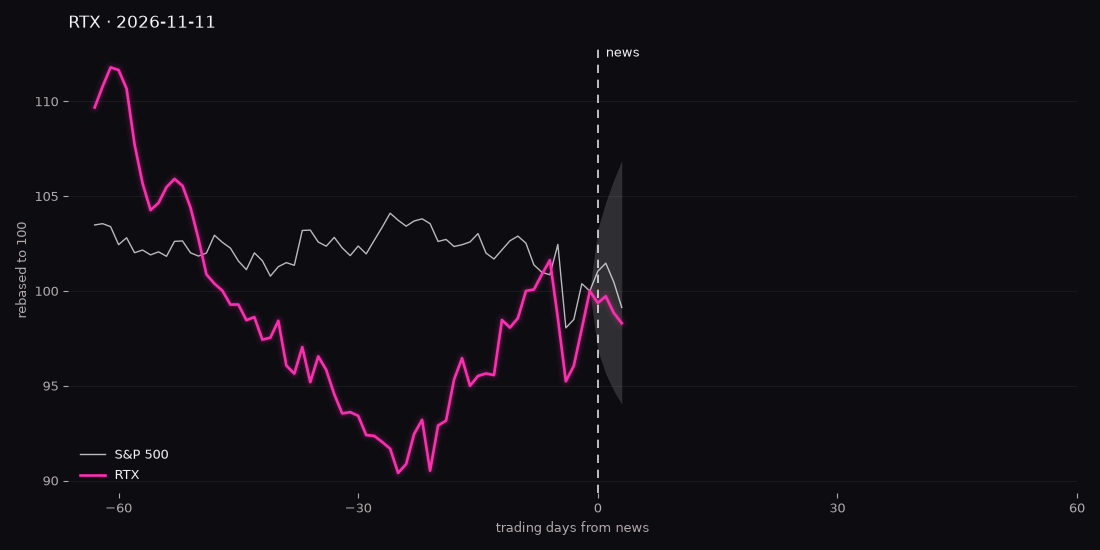 RTX · 2026-11-11
news
110
105
100
95
90
rebased to 100
S&P 500
RTX
−60
−30
0
30
60
trading days from news